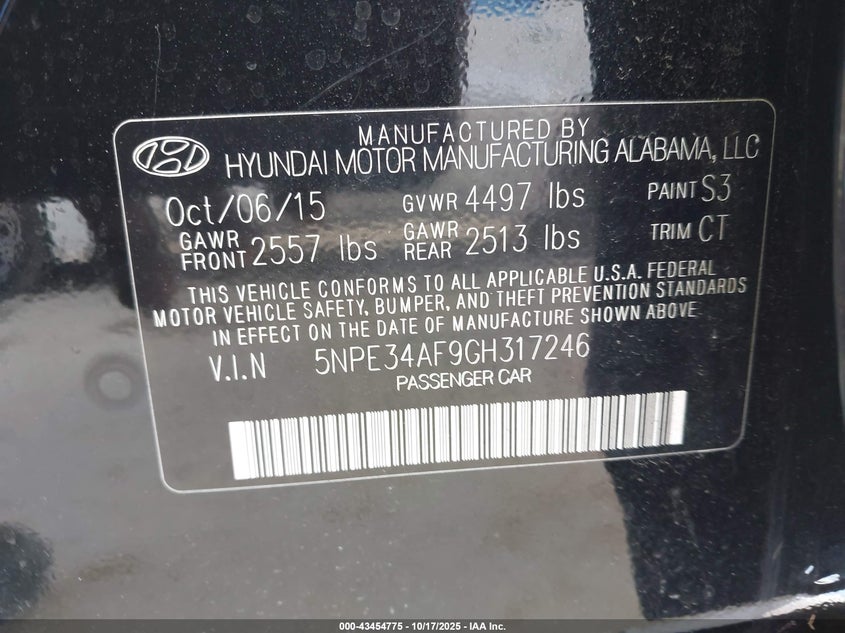 MANUFACTURED BY
HYUNDAI MOTOR MANUFACTURING ALABAMA, LLC
Oct/06/15 GVWR 4497 lbs PAINT S3
GAWR FRONT 2557 lbs GAWR REAR 2513 lbs TRIM CT
THIS VEHICLE CONFORMS TO ALL APPLICABLE U.S.A. FEDERAL
MOTOR VEHICLE SAFETY, BUMPER, AND THEFT PREVENTION STANDARDS
IN EFFECT ON THE DATE OF MANUFACTURE SHOWN ABOVE.
V.I.N 5NPE34AF9GH317246
PASSENGER CAR
000-43454775 - 10/17/2025 - IAA Inc.